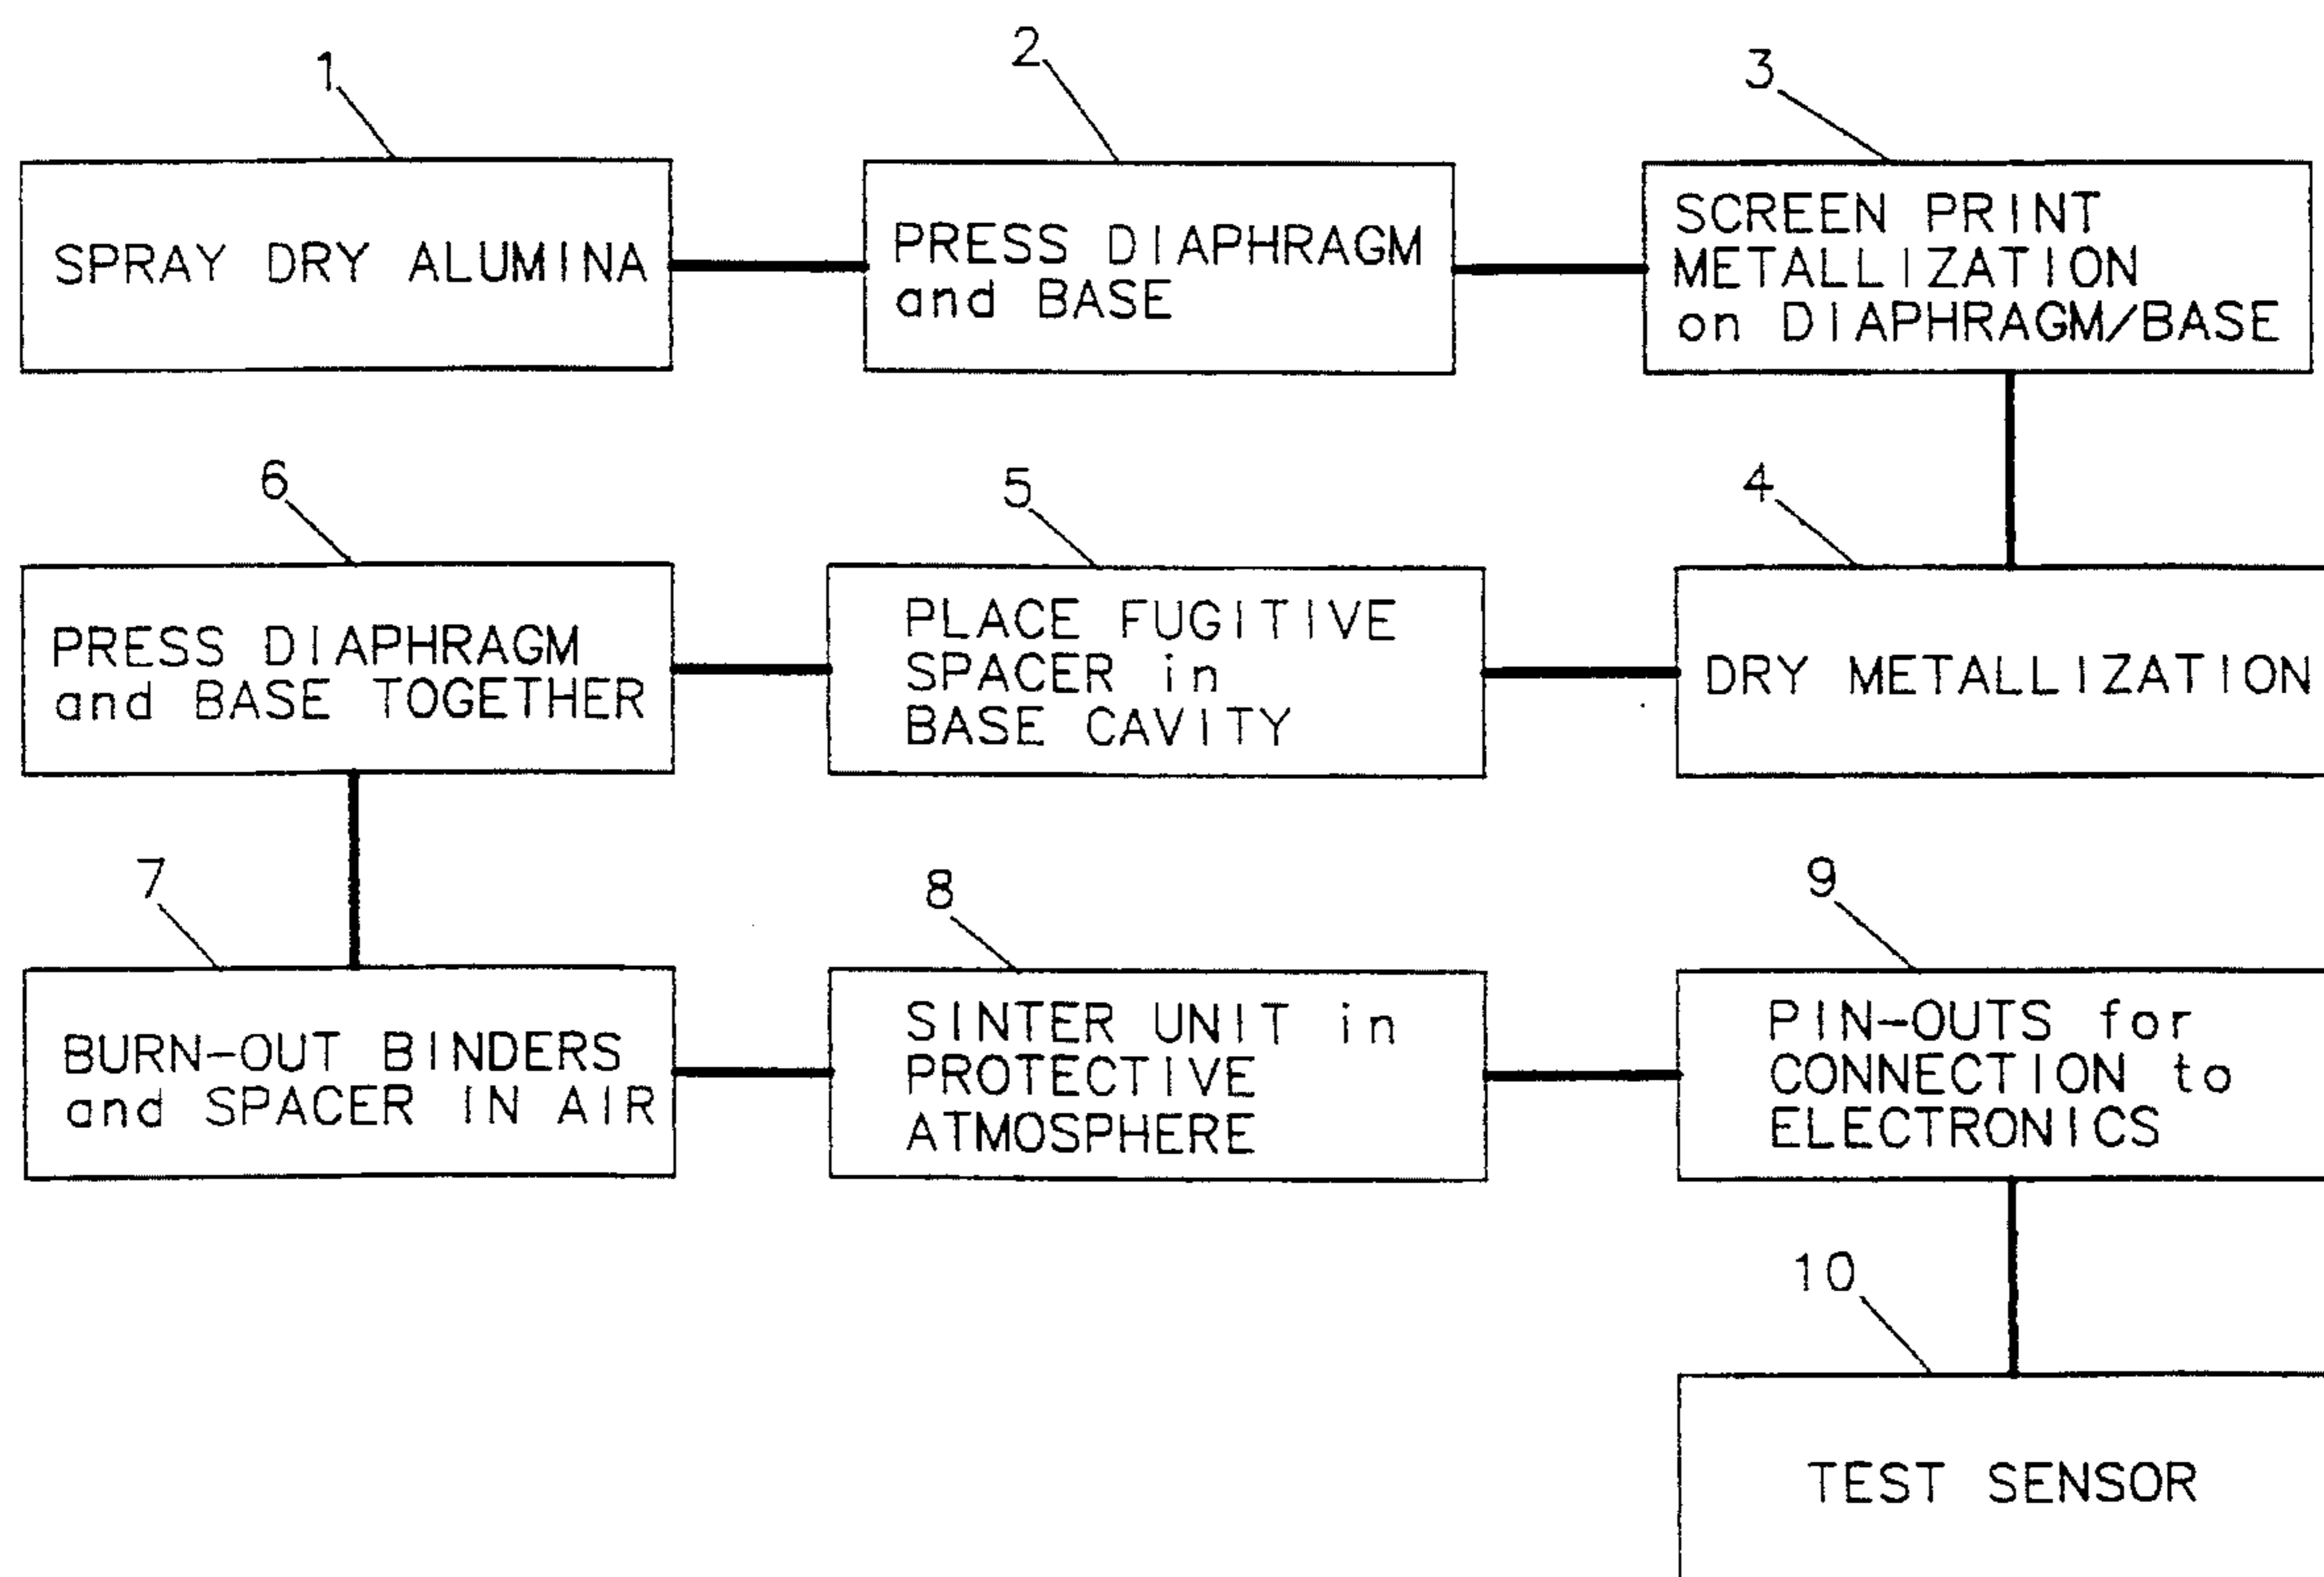 1
SPRAY DRY ALUMINA
2
PRESS DIAPHRAGM
and BASE
3
SCREEN PRINT
METALLIZATION
on DIAPHRAGM/BASE
4
DRY METALLIZATION
5
PLACE FUGITIVE
SPACER in
BASE CAVITY
6
PRESS DIAPHRAGM
and BASE TOGETHER
7
BURN-OUT BINDERS
and SPACER IN AIR
8
SINTER UNIT in
PROTECTIVE
ATMOSPHERE
9
PIN-OUTS for
CONNECTION to
ELECTRONICS
10
TEST SENSOR